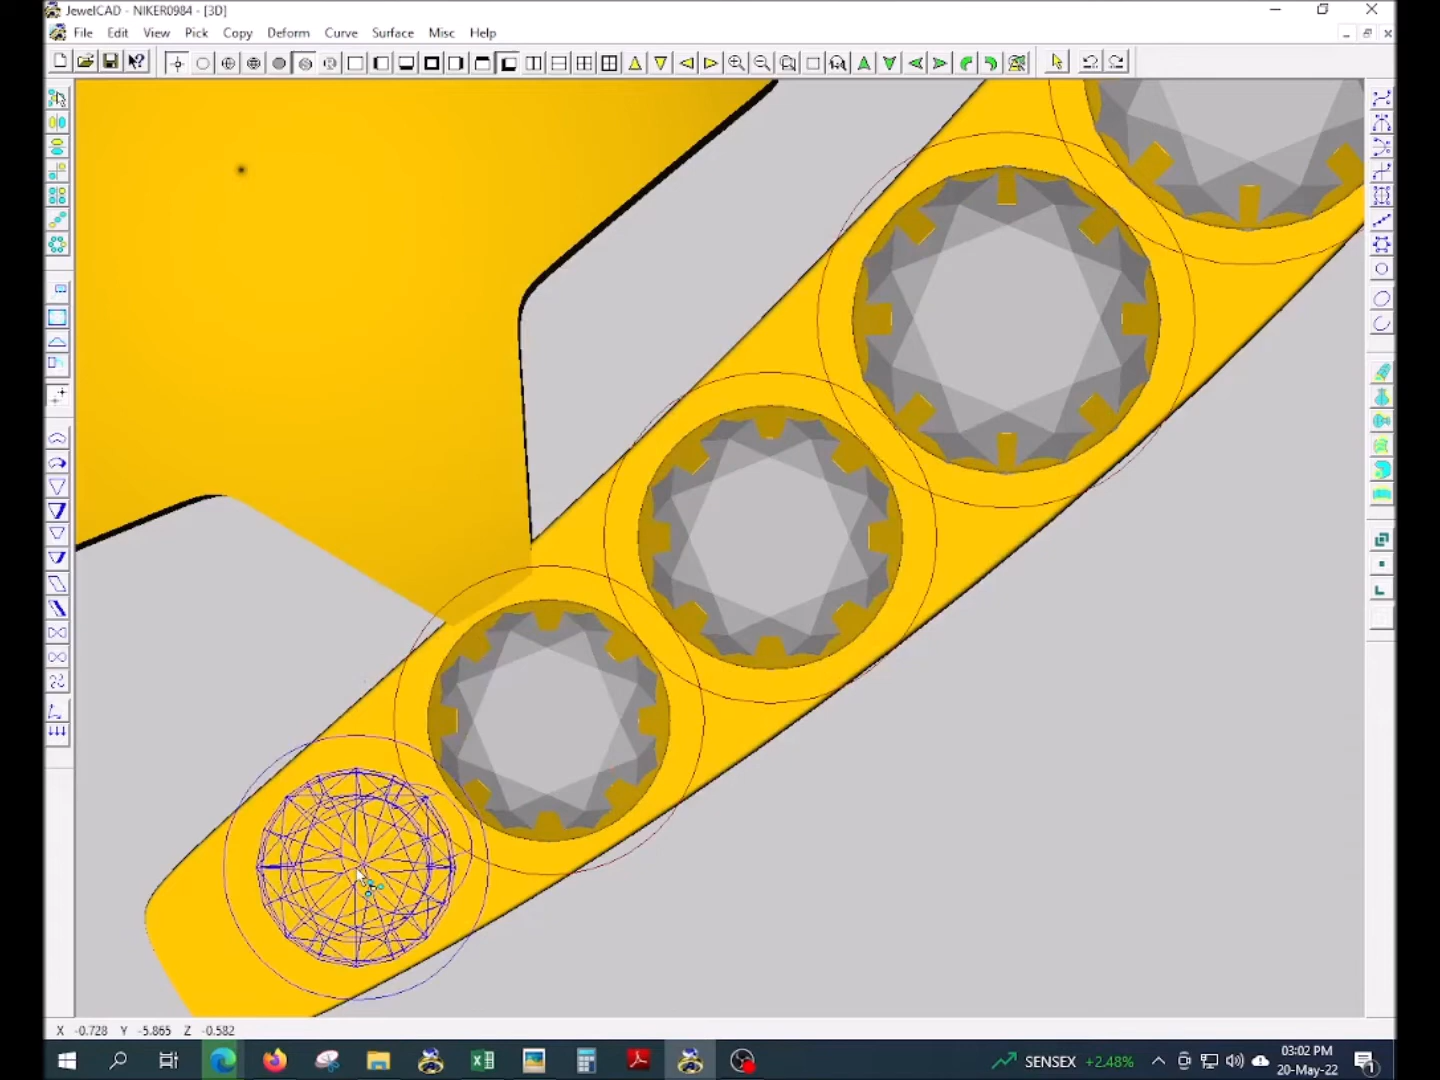 JewelCAD - NIKER0984 - [3D]
File Edit View Pick Copy Deform Curve Surface Misc Help
X -0.728 Y -5.865 Z -0.582
SENSEX +2.48%
03:02 PM
20-May-22
1